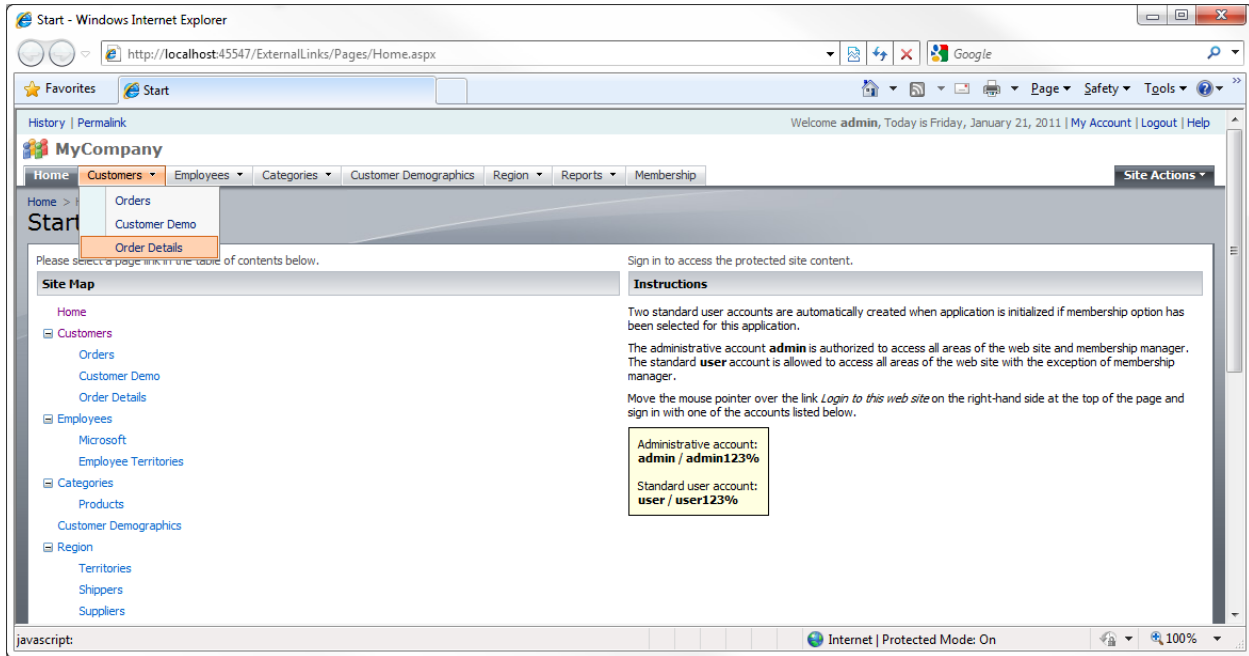 Start - Windows Internet Explorer
http://localhost:45547/ExternalLinks/Pages/Home.aspx
Google
Favorites
Start
Page
Safety
Tools
History | Permalink
Welcome admin, Today is Friday, January 21, 2011 | My Account | Logout | Help
MyCompany
Home Customers Employees Categories Customer Demographics Region Reports Membership
Site Actions
Home >
Start
Orders
Customer Demo
Order Details
Please select a page link in the table of contents below.
Sign in to access the protected site content.
Site Map
Home
Customers
Orders
Customer Demo
Order Details
Employees
Microsoft
Employee Territories
Categories
Products
Customer Demographics
Region
Territories
Shippers
Suppliers
Instructions
Two standard user accounts are automatically created when application is initialized if membership option has
been selected for this application.
The administrative account admin is authorized to access all areas of the web site and membership manager.
The standard user account is allowed to access all areas of the web site with the exception of membership
manager.
Move the mouse pointer over the link Login to this web site on the right-hand side at the top of the page and
sign in with one of the accounts listed below.
Administrative account:
admin / admin123%
Standard user account:
user / user123%
javascript:
Internet | Protected Mode: On
100%